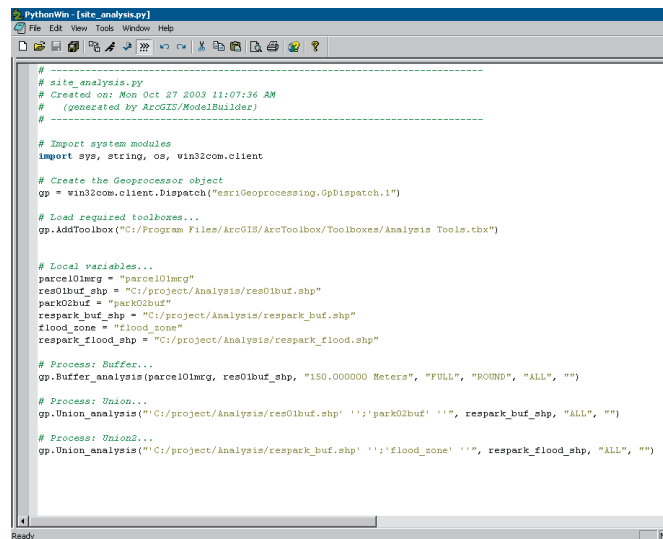 PythonWin - [site_analysis.py]
File Edit View Tools Window Help
# ---------------------------------------------------------------------------
# site_analysis.py
# Created on: Mon Oct 27 2003 11:07:36 AM
#   (generated by ArcGIS/ModelBuilder)
# ---------------------------------------------------------------------------
# Import system modules
import sys, string, os, win32com.client
# Create the Geoprocessor object
gp = win32com.client.Dispatch("esriGeoprocessing.GpDispatch.1")
# Load required toolboxes...
gp.AddToolbox("C:/Program Files/ArcGIS/ArcToolbox/Toolboxes/Analysis Tools.tbx")
# Local variables...
parcel01mrg = "parcel01mrg"
res01buf_shp = "C:/project/Analysis/res01buf.shp"
park02buf = "park02buf"
respark_buf_shp = "C:/project/Analysis/respark_buf.shp"
flood_zone = "flood_zone"
respark_flood_shp = "C:/project/Analysis/respark_flood.shp"
# Process: Buffer...
gp.Buffer_analysis(parcel01mrg, res01buf_shp, "150.000000 Meters", "FULL", "ROUND", "ALL", "")
# Process: Union...
gp.Union_analysis("'C:/project/Analysis/res01buf.shp' '';'park02buf' ''", respark_buf_shp, "ALL", "")
# Process: Union2...
gp.Union_analysis("'C:/project/Analysis/respark_buf.shp' '';'flood_zone' ''", respark_flood_shp, "ALL", "")
Ready